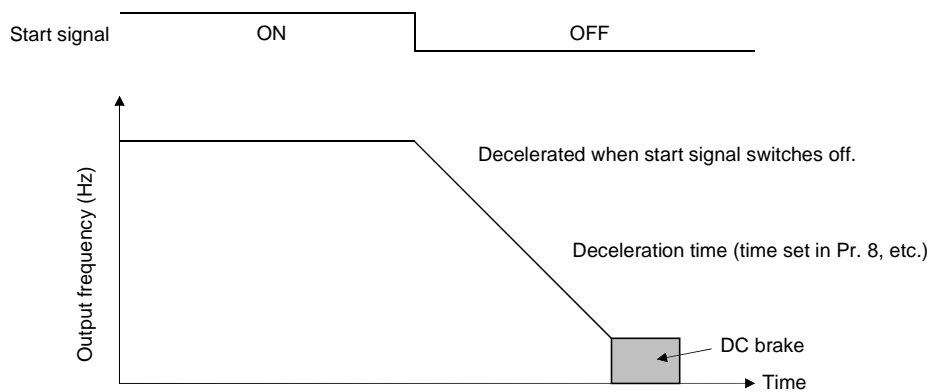 Start signal
ON
OFF
Output frequency (Hz)
Decelerated when start signal switches off.
Deceleration time (time set in Pr. 8, etc.)
DC brake
Time